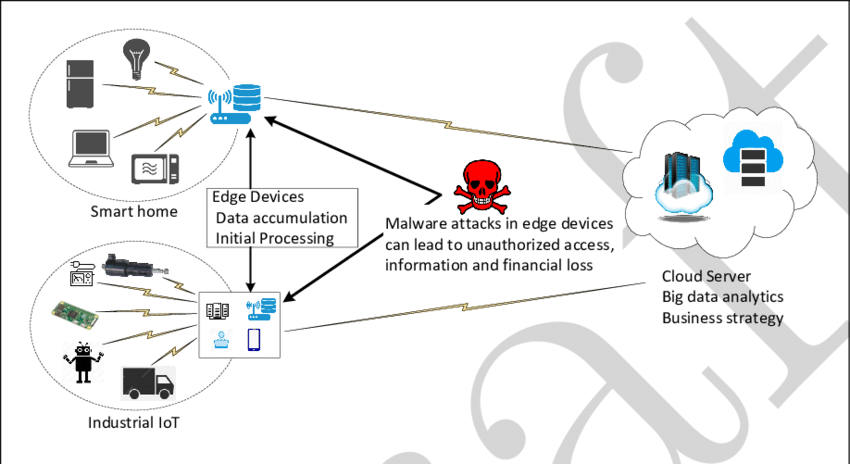 Smart home
Edge Devices
Data accumulation
Initial Processing
Malware attacks in edge devices
can lead to unauthorized access,
information and financial loss
Cloud Server
Big data analytics
Business strategy
Industrial IoT